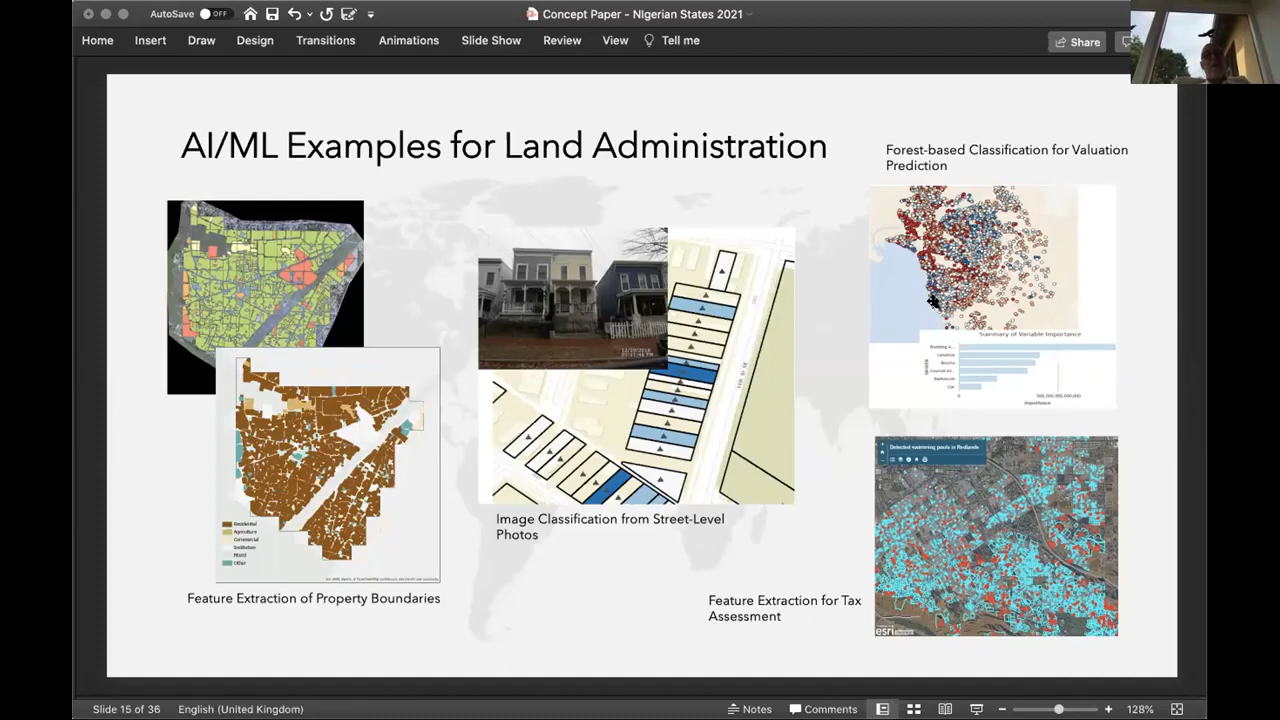 AutoSave OFF
Concept Paper - NIgerian States 2021
Home Insert Draw Design Transitions Animations Slide Show Review View Tell me Share
AI/ML Examples for Land Administration
Forest-based Classification for Valuation
Prediction
Summary of Variable Importance
Importance
Detected swimming pools in Redlands
esri
Residential
Agriculture
Commercial
Institution
Mixed
Other
Image Classification from Street-Level
Photos
Feature Extraction of Property Boundaries
Feature Extraction for Tax
Assessment
Slide 15 of 36 English (United Kingdom) Notes Comments 128%